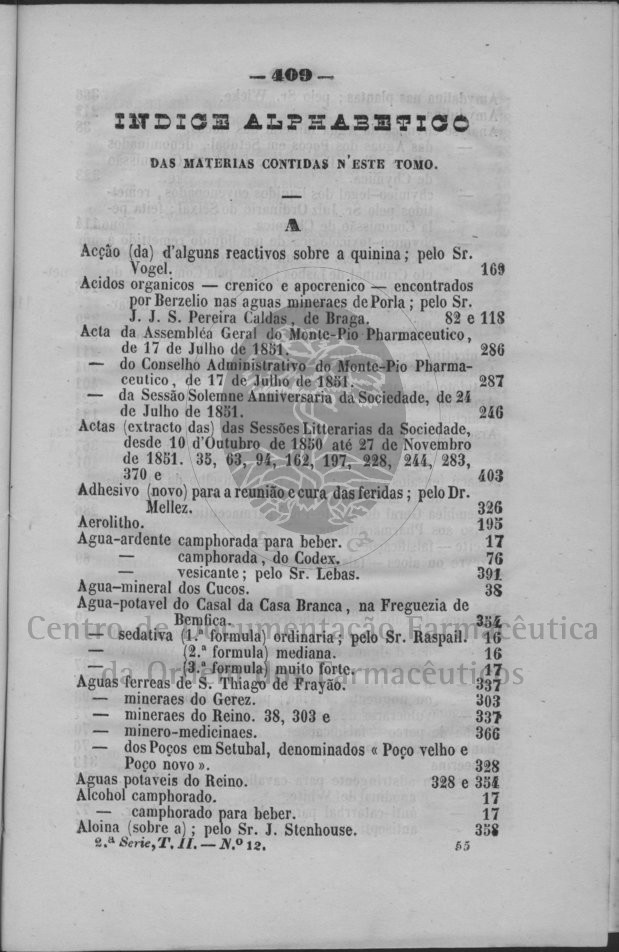 — 409 —
INDICE ALPHABETICO
DAS MATERIAS CONTIDAS N'ESTE TOMO.
A
Acção (da) d'alguns reactivos sobre a quinina; pelo Sr.
Vogel. 169
Acidos organicos — crenico e apocrenico — encontrados
por Berzelio nas aguas mineraes de Porla; pelo Sr.
J. J. S. Pereira Caldas, de Braga. 82 e 118
Acta da Assembléa Geral do Monte-Pio Pharmaceutico,
de 17 de Julho de 1851. 286
— do Conselho Administrativo do Monte-Pio Pharma-
ceutico, de 17 de Julho de 1851. 287
— da Sessão Solemne Anniversaria da Sociedade, de 24
de Julho de 1851. 246
Actas (extracto das) das Sessões Litterarias da Sociedade,
desde 10 d'Outubro de 1850 até 27 de Novembro
de 1851. 35, 63, 94, 162, 197, 228, 244, 283,
370 e 403
Adhesivo (novo) para a reunião e cura das feridas; pelo Dr.
Mellez. 326
Aerolitho. 195
Agua-ardente camphorada para beber. 17
— camphorada, do Codex. 76
— vesicante; pelo Sr. Lebas. 391
Agua-mineral dos Cucos. 38
Agua-potavel do Casal da Casa Branca, na Freguezia de
Bemfica. 354
— sedativa (1.ª formula) ordinaria; pelo Sr. Raspail. 16
— (2.ª formula) mediana. 16
— (3.ª formula) muito forte. 17
Aguas ferreas de S. Thiago de Frayão. 337
— mineraes do Gerez. 303
— mineraes do Reino. 38, 303 e 337
— minero-medicinaes. 366
— dos Poços em Setubal, denominados « Poço velho e
Poço novo ». 328
Aguas potaveis do Reino. 328 e 354
Alcohol camphorado. 17
— camphorado para beber. 17
Aloina (sobre a); pelo Sr. J. Stenhouse. 358
2.ª Serie, T. II. — N.º 12. 55
Centro de Documentação Farmacêutica
da Ordem dos Farmacêuticos